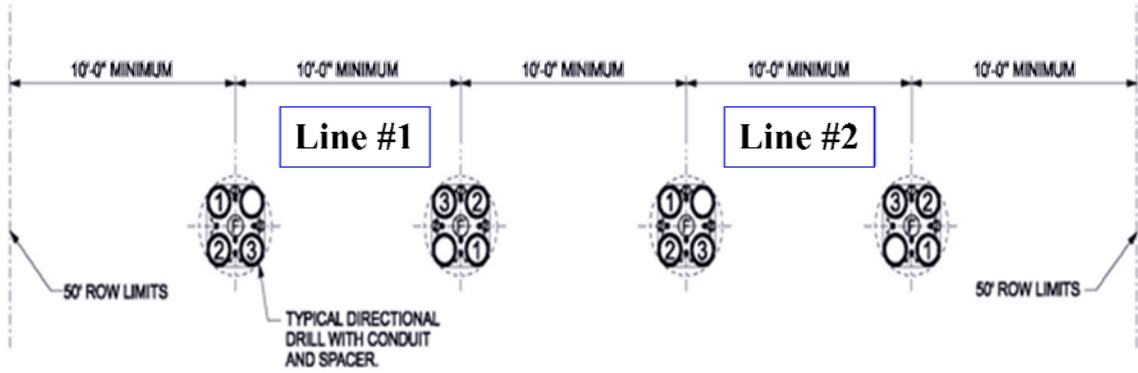 10'-0" MINIMUM 10'-0" MINIMUM 10'-0" MINIMUM 10'-0" MINIMUM 10'-0" MINIMUM
Line #1 Line #2
1 3 2 1 3 2
F F F F
2 3 1 2 3 1
50' ROW LIMITS 50' ROW LIMITS
TYPICAL DIRECTIONAL
DRILL WITH CONDUIT
AND SPACER.